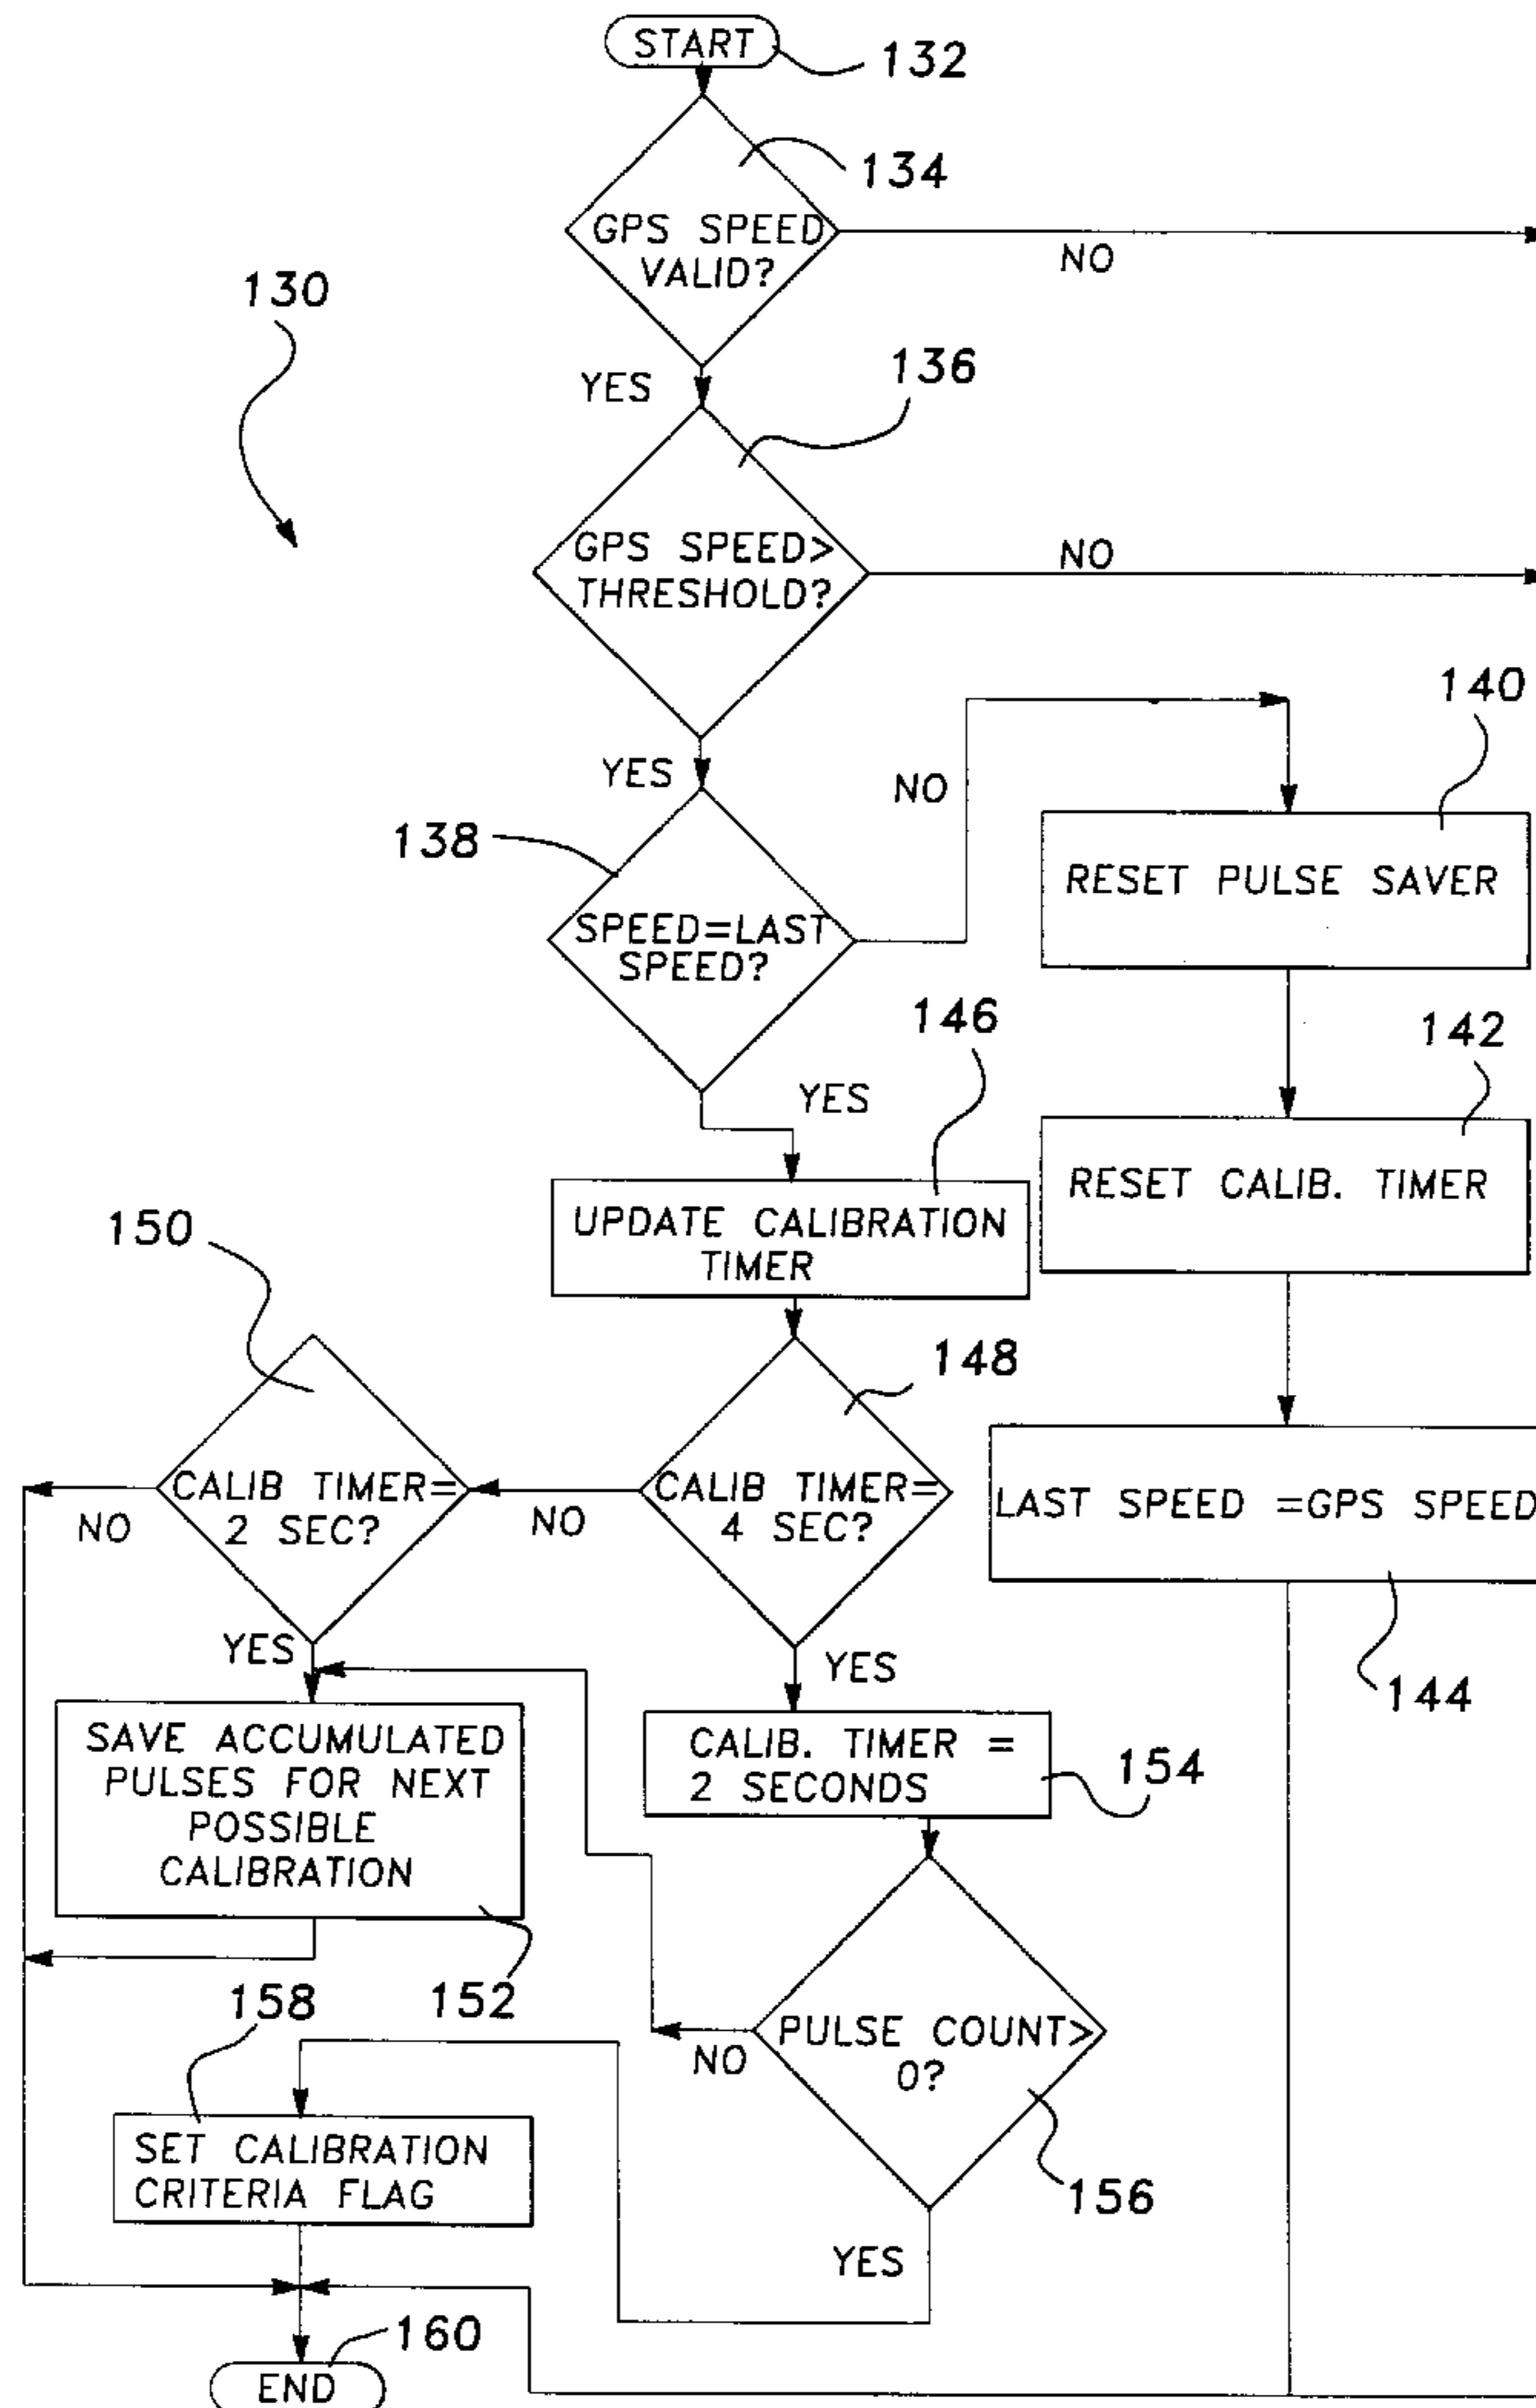 START
132
134
GPS SPEED
VALID?
NO
130
YES
136
GPS SPEED>
THRESHOLD?
NO
140
YES
NO
138
RESET PULSE SAVER
SPEED=LAST
SPEED?
146
142
YES
RESET CALIB. TIMER
150
UPDATE CALIBRATION
TIMER
148
CALIB TIMER=
2 SEC?
NO
NO
CALIB TIMER=
4 SEC?
LAST SPEED =GPS SPEED
YES
YES
144
SAVE ACCUMULATED
PULSES FOR NEXT
POSSIBLE
CALIBRATION
CALIB. TIMER =
2 SECONDS
154
158
152
PULSE COUNT>
0?
NO
SET CALIBRATION
CRITERIA FLAG
156
YES
160
END